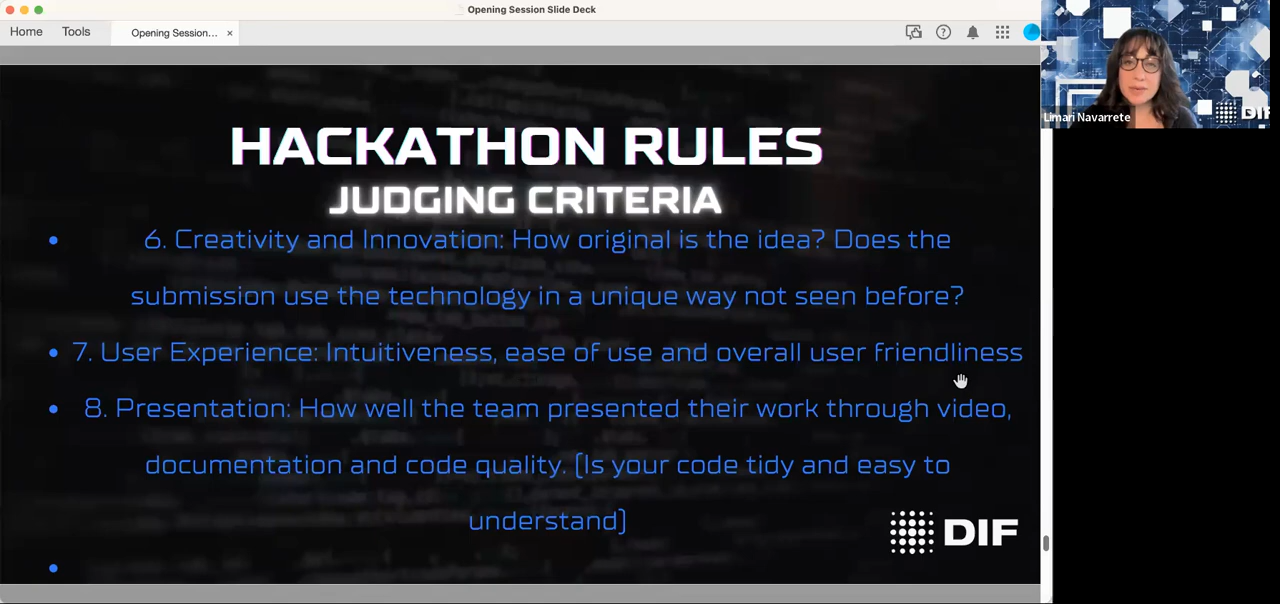 Opening Session Slide Deck
Home Tools Opening Session... ×
HACKATHON RULES
JUDGING CRITERIA
• 6. Creativity and Innovation: How original is the idea? Does the
submission use the technology in a unique way not seen before?
• 7. User Experience: Intuitiveness, ease of use and overall user friendliness
• 8. Presentation: How well the team presented their work through video,
documentation and code quality. (Is your code tidy and easy to
understand)
•
DIF
Limari Navarrete
DIF